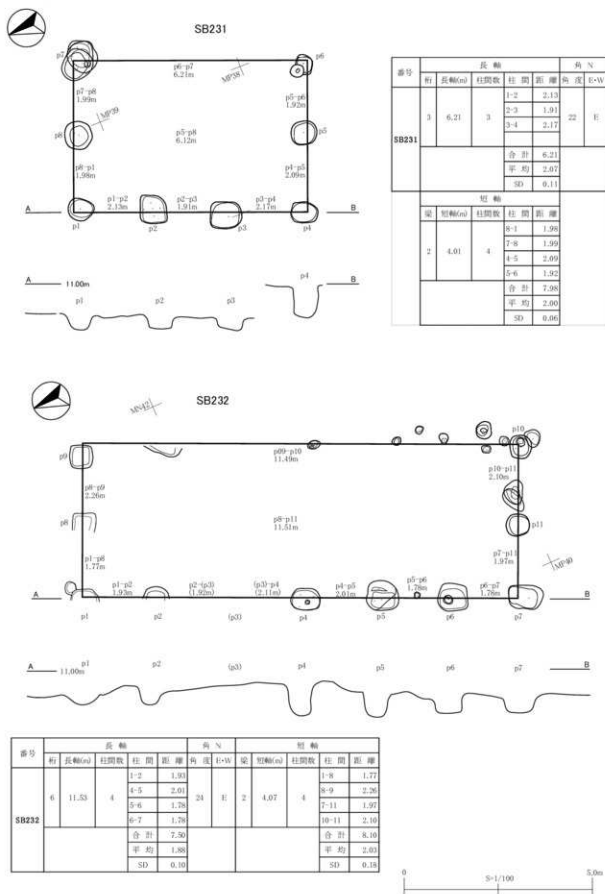 SB231
p7
p6-p7
6.21m
MP38
p6
p7-p8
1.99m
p5-p6
1.92m
MP39
p8
p5-p8
6.12m
p5
p8-p1
1.98m
p4-p5
2.09m
p1-p2
2.13m
p2-p3
1.91m
p3-p4
2.17m
A
B
p1
p2
p3
p4
A
11.00m
p4
B
p1
p2
p3
番号 長軸 角 N
桁 長軸(m) 柱間数 柱間 距離 角度 E・W
SB231 3 6.21 3 1-2 2.13 22 E
2-3 1.91
3-4 2.17
合計 6.21
平均 2.07
SD 0.11
短軸
梁 短軸(m) 柱間数 柱間 距離
2 4.01 4 8-1 1.98
7-8 1.99
4-5 2.09
5-6 1.92
合計 7.98
平均 2.00
SD 0.06
SB232
MN42
p10
p9
p09-p10
11.49m
p10-p11
2.10m
p8-p9
2.26m
p8
p8-p11
11.51m
p11
p1-p8
1.77m
p7-p11
1.97m
MP40
p1-p2
1.93m
p2-(p3)
(1.92m)
(p3)-p4
(2.11m)
p4-p5
2.01m
p5-p6
1.78m
p6-p7
1.78m
A
B
p1
p2
(p3)
p4
p5
p6
p7
A
11.00m
p1
p2
(p3)
p4
p5
p6
p7
B
番号 長軸 角 N 短軸
桁 長軸(m) 柱間数 柱間 距離 角度 E・W 梁 短軸(m) 柱間数 柱間 距離
SB232 6 11.53 4 1-2 1.93 24 E 2 4.07 4 1-8 1.77
4-5 2.01 8-9 2.26
5-6 1.78 7-11 1.97
6-7 1.78 10-11 2.10
合計 7.50 合計 8.10
平均 1.88 平均 2.03
SD 0.10 SD 0.18
0
S=1/100
5.0m